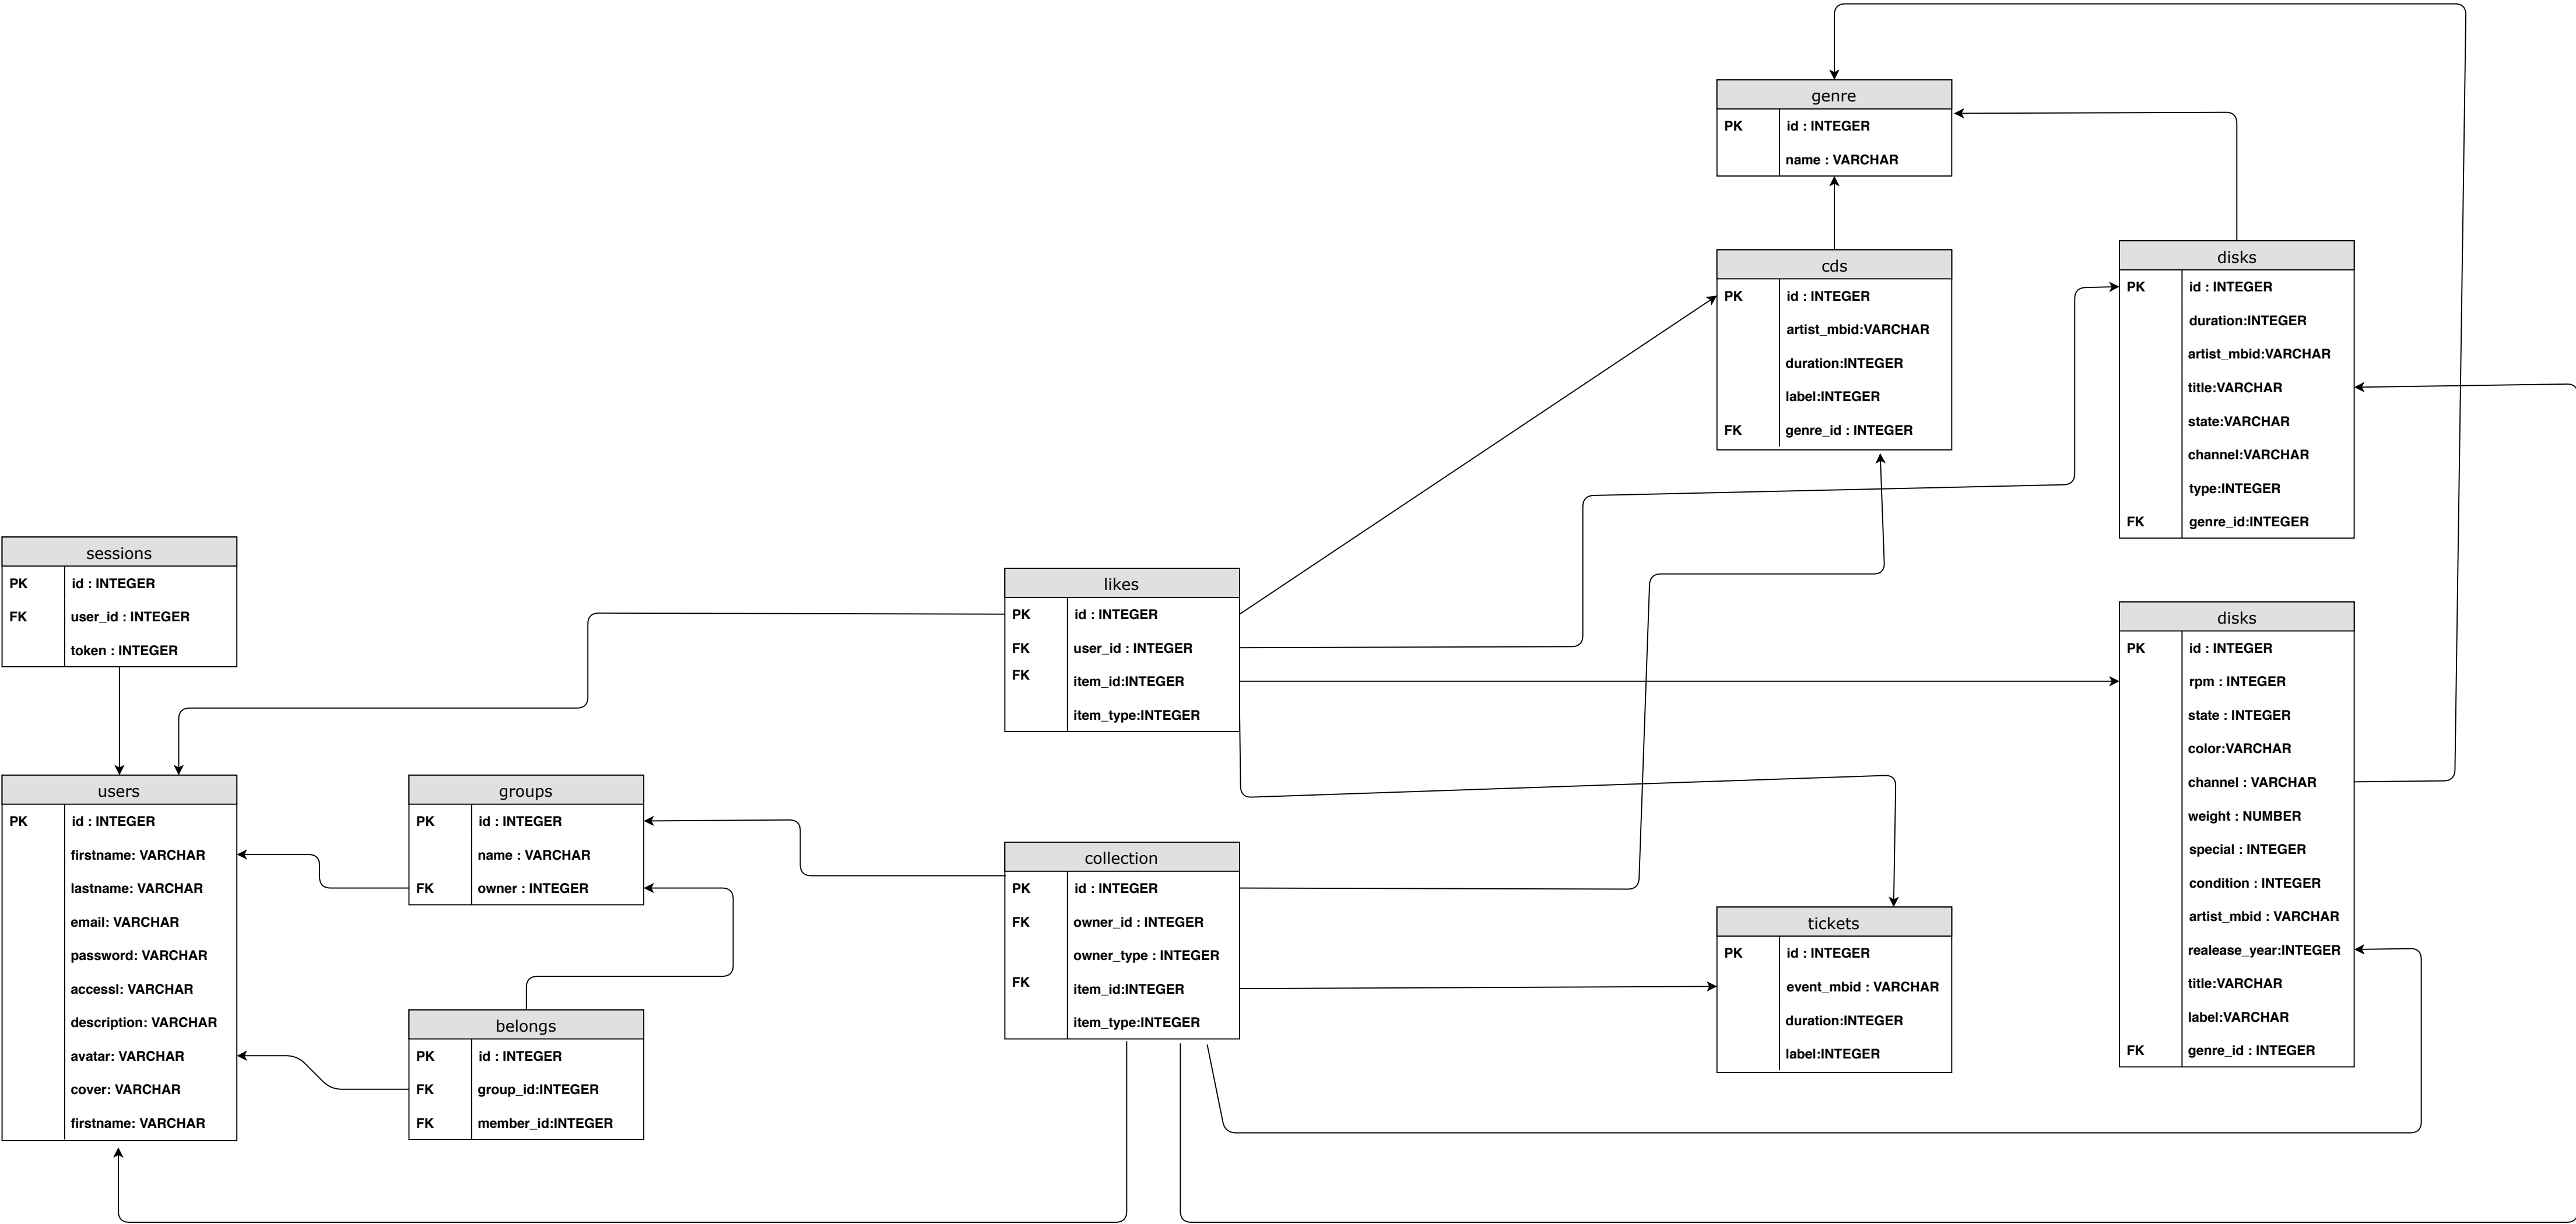 genre
PK id : INTEGER
name : VARCHAR
cds
PK id : INTEGER
artist_mbid:VARCHAR
duration:INTEGER
label:INTEGER
FK genre_id : INTEGER
disks
PK id : INTEGER
duration:INTEGER
artist_mbid:VARCHAR
title:VARCHAR
state:VARCHAR
channel:VARCHAR
type:INTEGER
FK genre_id:INTEGER
sessions
PK id : INTEGER
FK user_id : INTEGER
token : INTEGER
likes
PK id : INTEGER
FK user_id : INTEGER
FK item_id:INTEGER
item_type:INTEGER
disks
PK id : INTEGER
rpm : INTEGER
state : INTEGER
color:VARCHAR
channel : VARCHAR
weight : NUMBER
special : INTEGER
condition : INTEGER
artist_mbid : VARCHAR
realease_year:INTEGER
title:VARCHAR
label:VARCHAR
FK genre_id : INTEGER
users
PK id : INTEGER
firstname: VARCHAR
lastname: VARCHAR
email: VARCHAR
password: VARCHAR
accessl: VARCHAR
description: VARCHAR
avatar: VARCHAR
cover: VARCHAR
firstname: VARCHAR
groups
PK id : INTEGER
name : VARCHAR
FK owner : INTEGER
belongs
PK id : INTEGER
FK group_id:INTEGER
FK member_id:INTEGER
collection
PK id : INTEGER
FK owner_id : INTEGER
owner_type : INTEGER
FK item_id:INTEGER
item_type:INTEGER
tickets
PK id : INTEGER
event_mbid : VARCHAR
duration:INTEGER
label:INTEGER